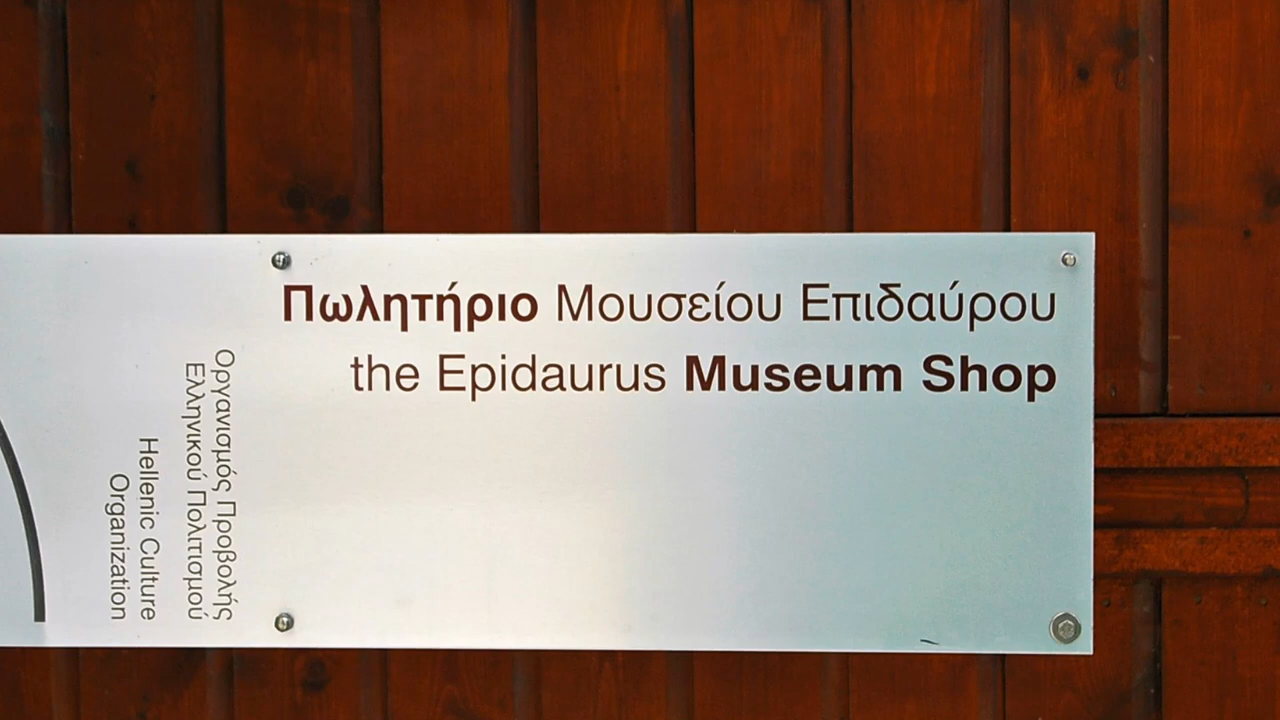 Πωλητήριο Μουσείου Επιδαύρου
the Epidaurus Museum Shop
Οργανισμός Προβολής
Ελληνικού Πολιτισμού
Hellenic Culture
Organization